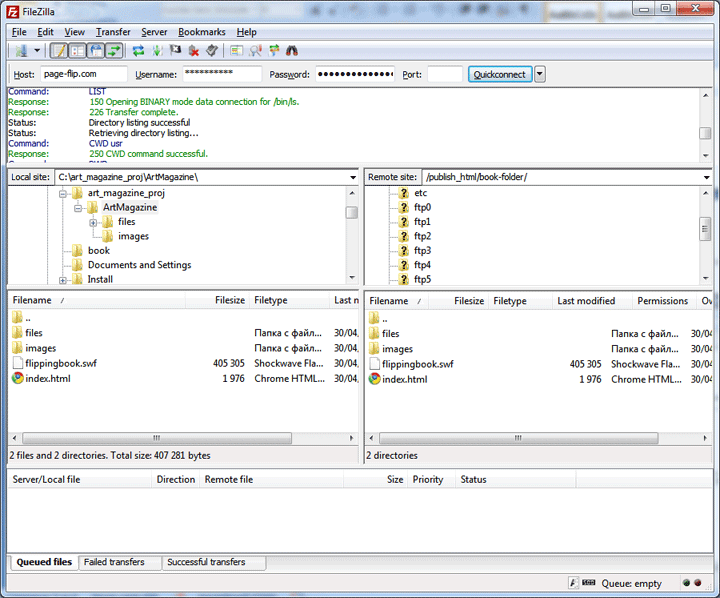 FileZilla
File Edit View Transfer Server Bookmarks Help
Host: page-flip.com Username: ********** Password: ●●●●●●●●●●●●●● Port: Quickconnect
Command: LIST
Response: 150 Opening BINARY mode data connection for /bin/ls.
Response: 226 Transfer complete.
Status: Directory listing successful
Status: Retrieving directory listing...
Command: CWD usr
Response: 250 CWD command successful.
Local site: C:\art_magazine_proj\ArtMagazine\
art_magazine_proj
ArtMagazine
files
images
book
Documents and Settings
Install
Filename / Filesize Filetype Last n
..
files Папка с файл... 30/04,
images Папка с файл... 30/04,
flippingbook.swf 405 305 Shockwave Fla... 30/04,
index.html 1 976 Chrome HTML... 30/04,
2 files and 2 directories. Total size: 407 281 bytes
Remote site: /publish_html/book-folder/
etc
ftp0
ftp1
ftp2
ftp3
ftp4
ftp5
Filename / Filesize Filetype Last modified Permissions Ow
..
files Папка с файл... 30/04
images Папка с файл... 30/04
flippingbook.swf 405 305 Shockwave Fla... 30/04
index.html 1 976 Chrome HTML... 30/04
2 directories
Server/Local file Direction Remote file Size Priority Status
Queued files Failed transfers Successful transfers
Queue: empty